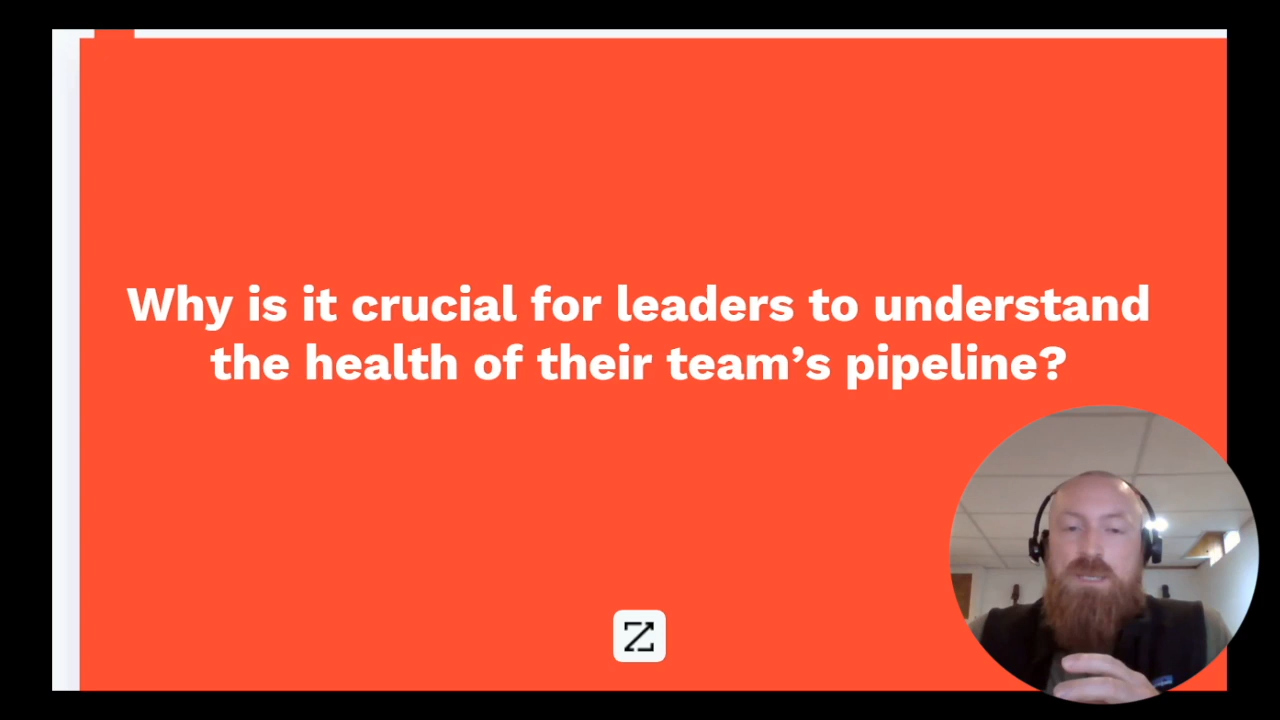 Why is it crucial for leaders to understand
the health of their team’s pipeline?